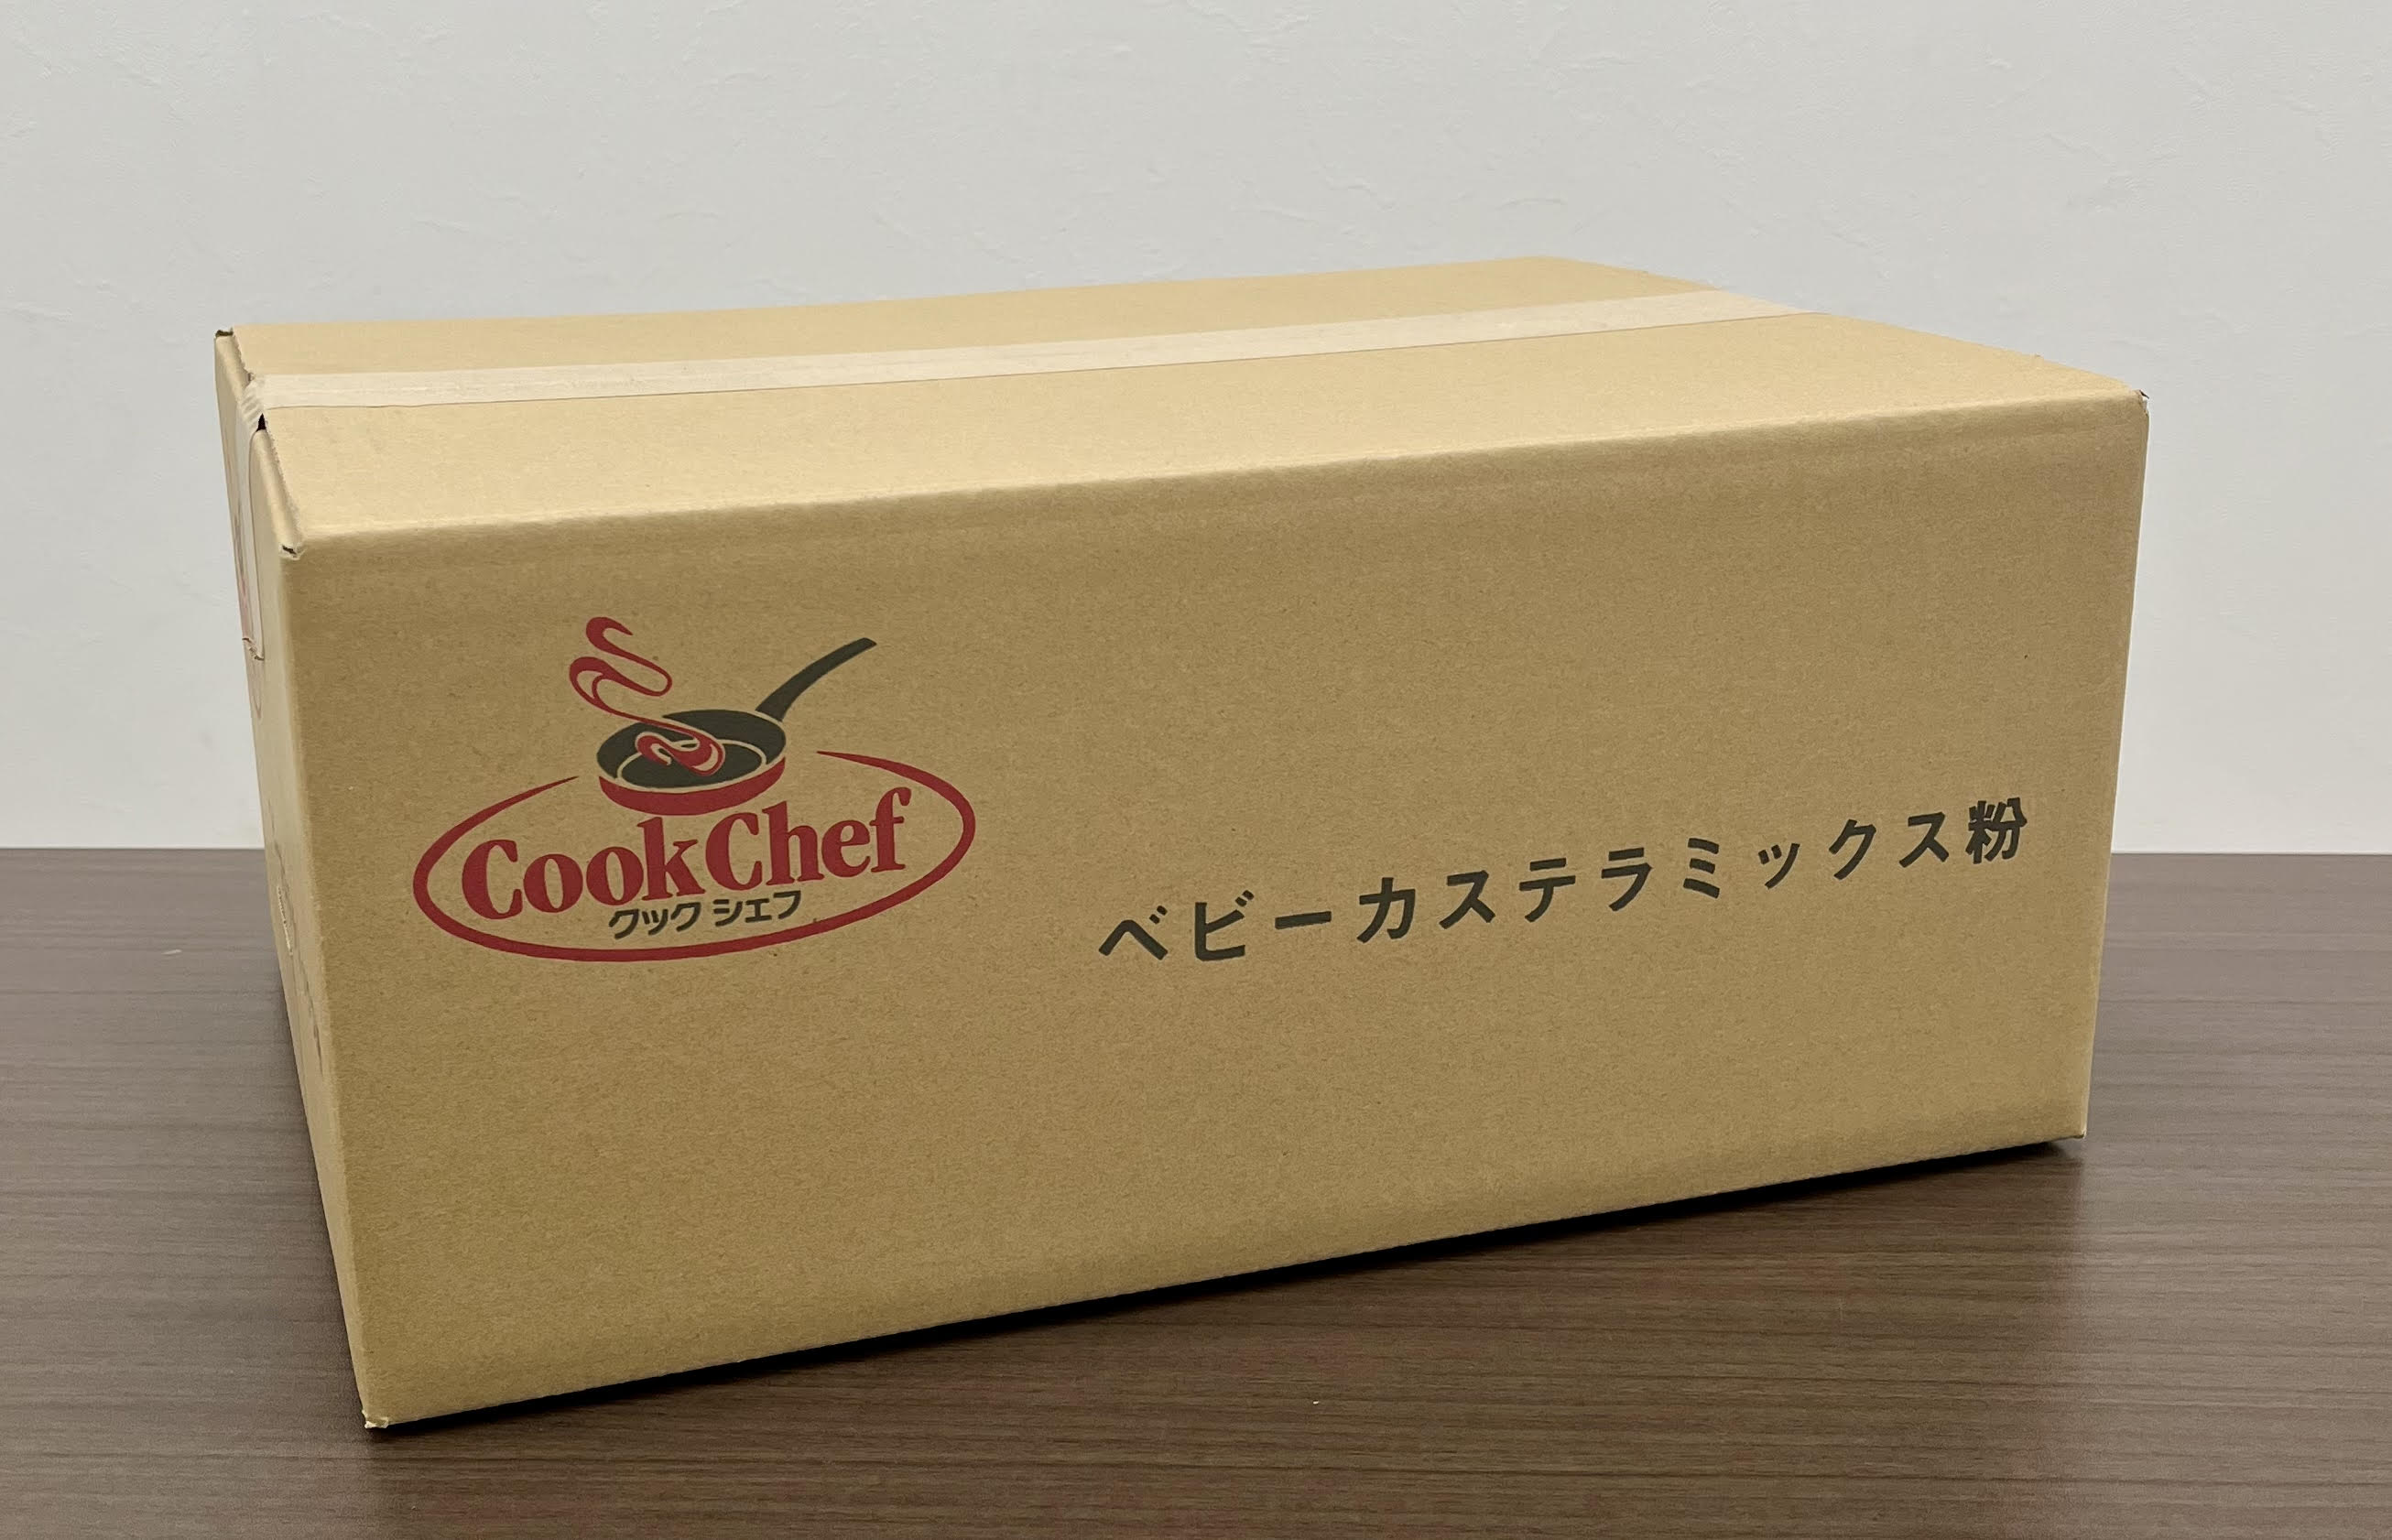 CookChef
クック シェフ
ベビーカステラミックス粉